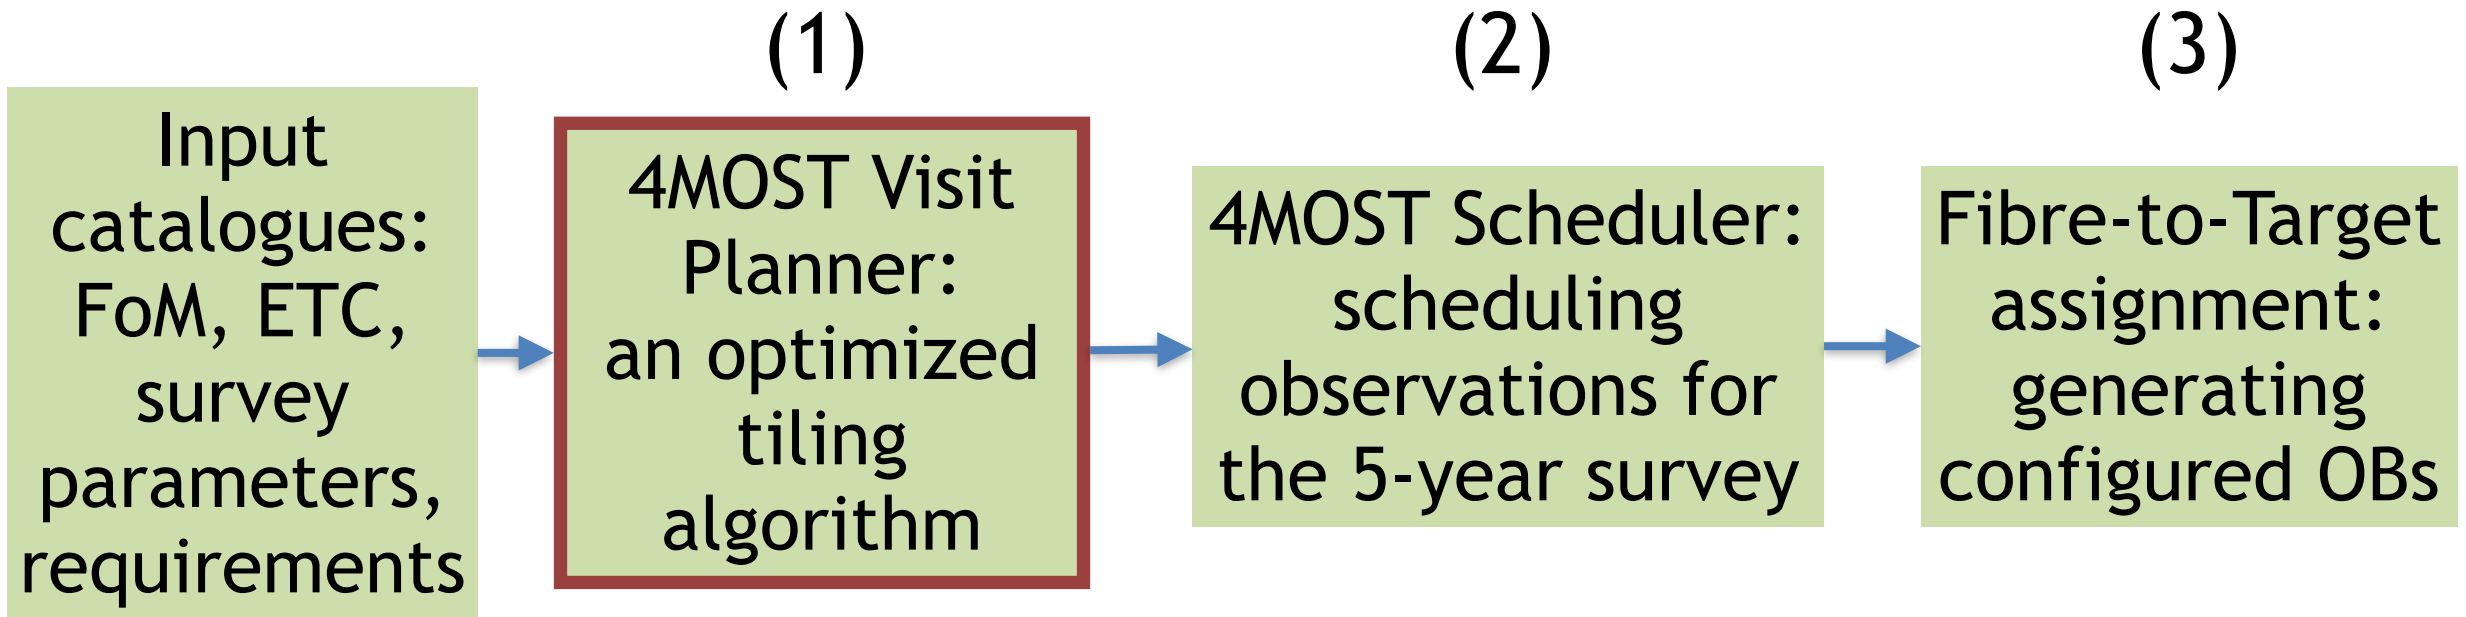 (1)
(2)
(3)
Input
catalogues:
FoM, ETC,
survey
parameters,
requirements
4MOST Visit
Planner:
an optimized
tiling
algorithm
4MOST Scheduler:
scheduling
observations for
the 5-year survey
Fibre-to-Target
assignment:
generating
configured OBs